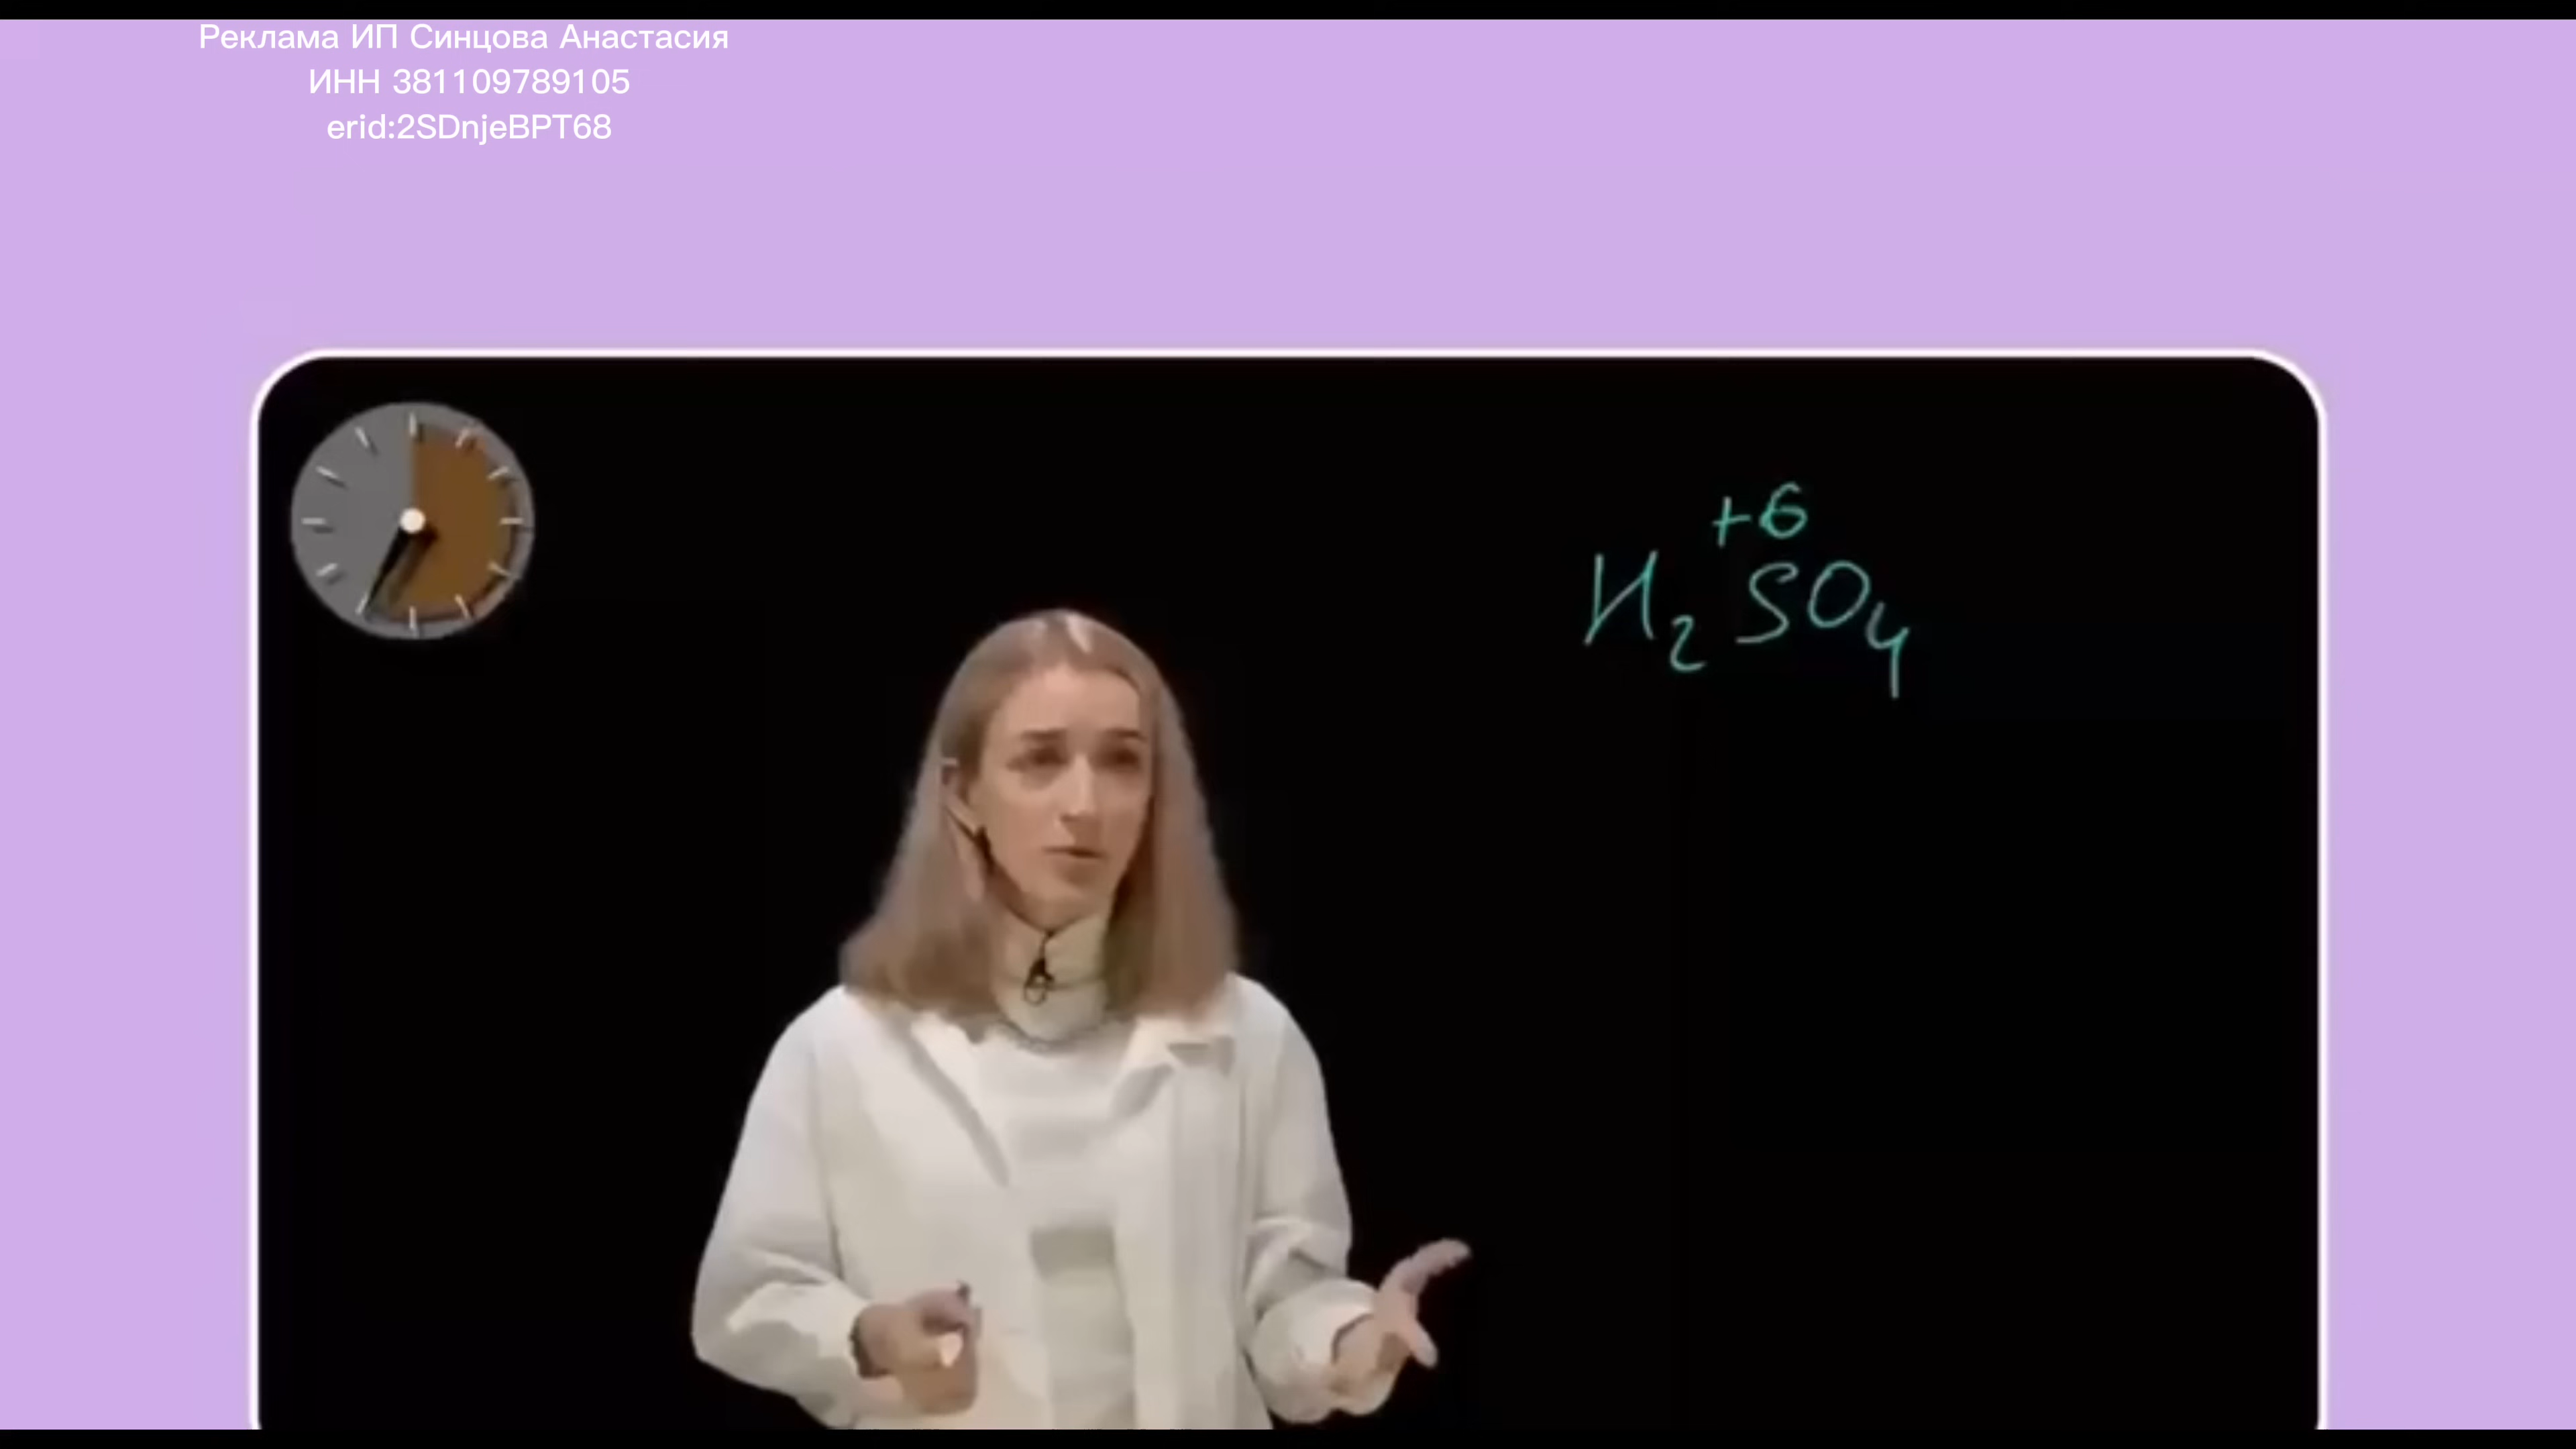 Реклама ИП Синцова Анастасия
ИНН 381109789105
erid:2SDnjeBPT68
+6
H₂SO₄